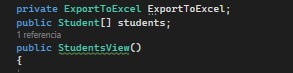 private ExportToExcel ExportToExcel;
public Student[] students;
1 referencia
public StudentsView()
{